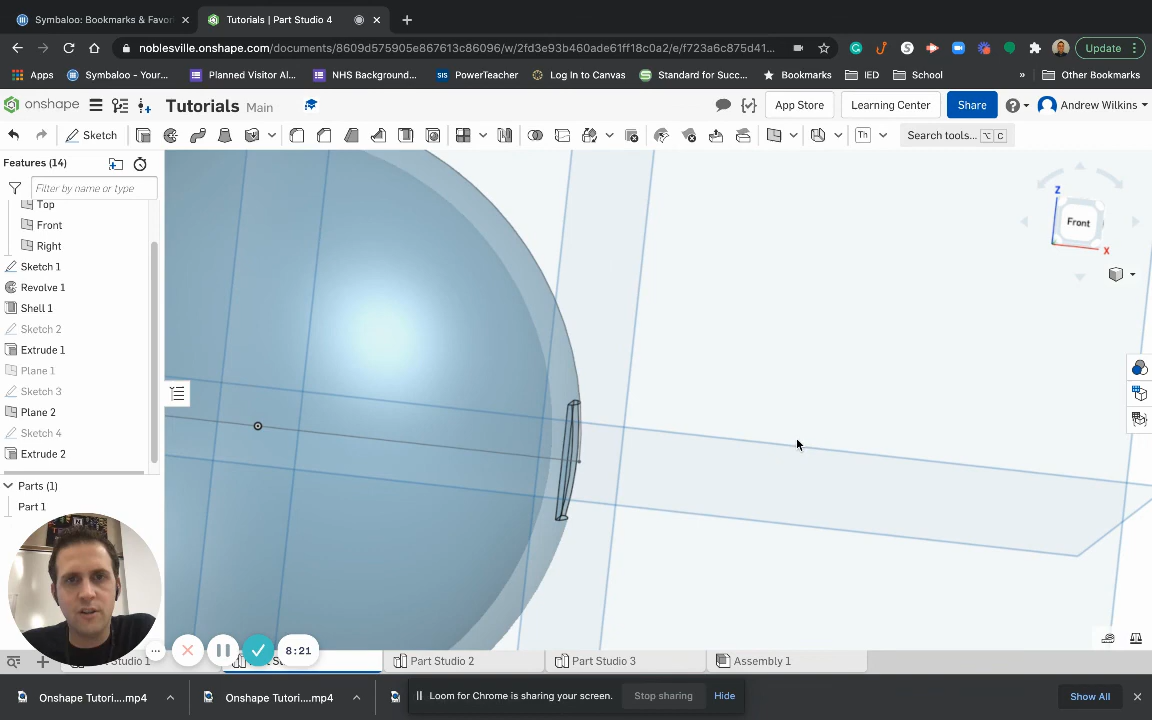 Symbaloo: Bookmarks & Favor
Tutorials | Part Studio 4
noblesville.onshape.com/documents/8609d575905e867613c86096/w/2fd3e93b460ade61ff18c0a2/e/f723a6c875d41...
Update
Apps
Symbaloo - Your...
Planned Visitor Al...
NHS Background...
SIS PowerTeacher
Log In to Canvas
Standard for Succ...
Bookmarks
IED
School
»
Other Bookmarks
onshape
Tutorials Main
App Store
Learning Center
Share
Andrew Wilkins
Sketch
Th
Search tools... ⌥ C
Features (14)
Filter by name or type
Top
Front
Right
Sketch 1
Revolve 1
Shell 1
Sketch 2
Extrude 1
Plane 1
Sketch 3
Plane 2
Sketch 4
Extrude 2
Parts (1)
Part 1
Z
Front
X
8:21
Part Studio 2
Part Studio 3
Assembly 1
Onshape Tutori....mp4
Onshape Tutori....mp4
Loom for Chrome is sharing your screen.
Stop sharing
Hide
Show All